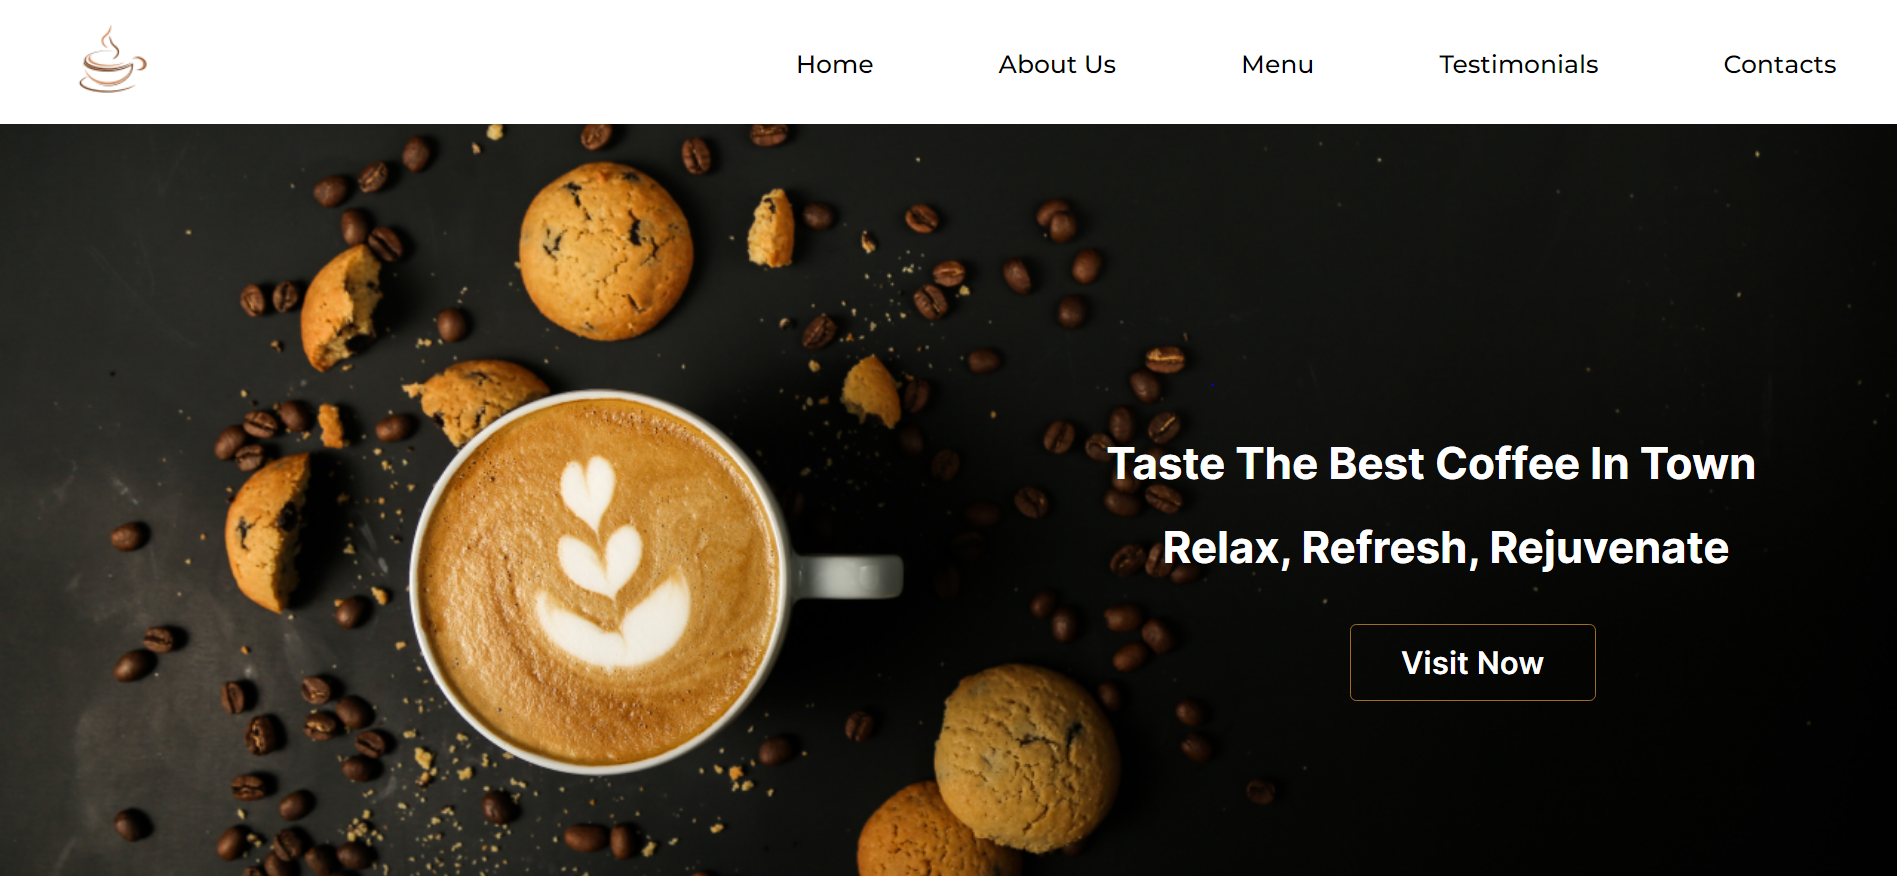 Home About Us Menu Testimonials Contacts
Taste The Best Coffee In Town
Relax, Refresh, Rejuvenate
Visit Now